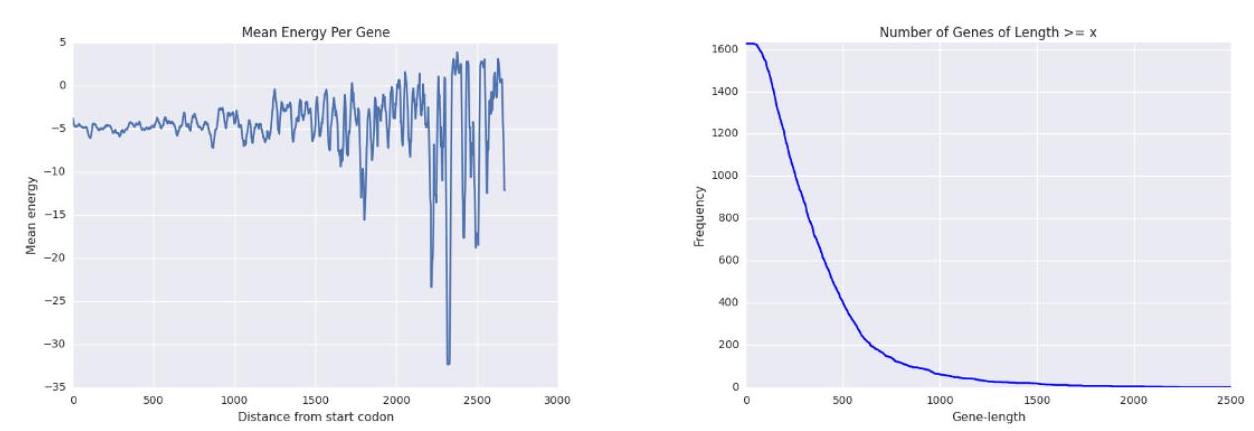 Mean Energy Per Gene
5
0
−5
−10
−15
−20
−25
−30
−35
Mean energy
0 500 1000 1500 2000 2500 3000
Distance from start codon
Number of Genes of Length >= x
1600
1400
1200
1000
800
600
400
200
0
Frequency
0 500 1000 1500 2000 2500
Gene-length